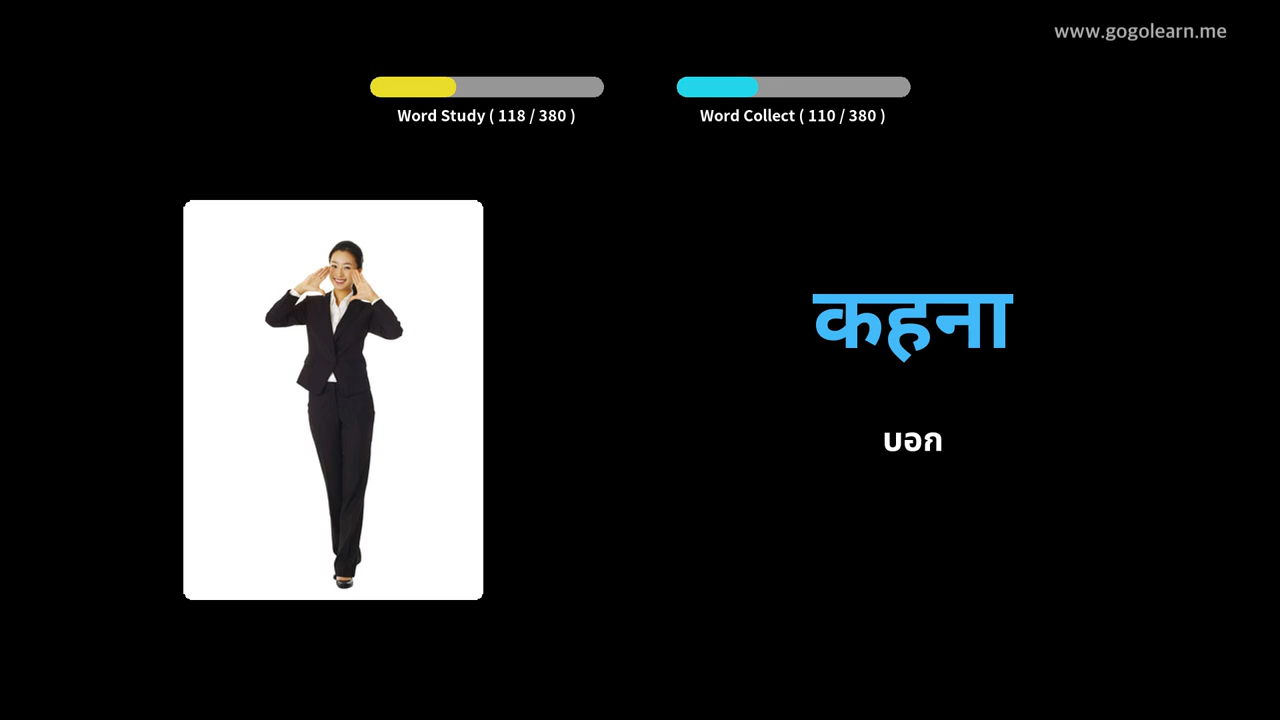 www.gogolearn.me
Word Study ( 118 / 380 )
Word Collect ( 110 / 380 )
कहना
บอก